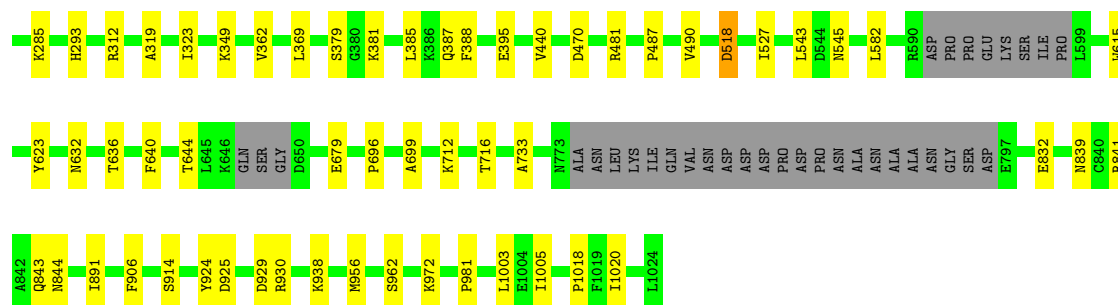 K285 H293 R312 A319 I323 K349 V362 L369 S379 G380 K381 L385 K386 Q387 F388 E395 V440 D470 R481 P487 V490 D518 I527 L543 D544 N545 L582 R590 ASP PRO PRO GLU LYS SER ILE PRO L599 W615
Y623 N632 T636 F640 T644 L645 K646 GLN SER GLY D650 E679 P696 A699 K712 T716 A733 N773 ALA ASN LEU LYS ILE GLN VAL ASN ASP ASP ASP PRO ASP PRO ASN ALA ASN ALA ALA ASN GLY SER ASP E797 E832 N839 C840
A842 Q843 N844 I891 F906 S914 Y924 D925 D929 R930 K938 M956 S962 K972 P981 L1003 E1004 I1005 P1018 F1019 I1020 L1024